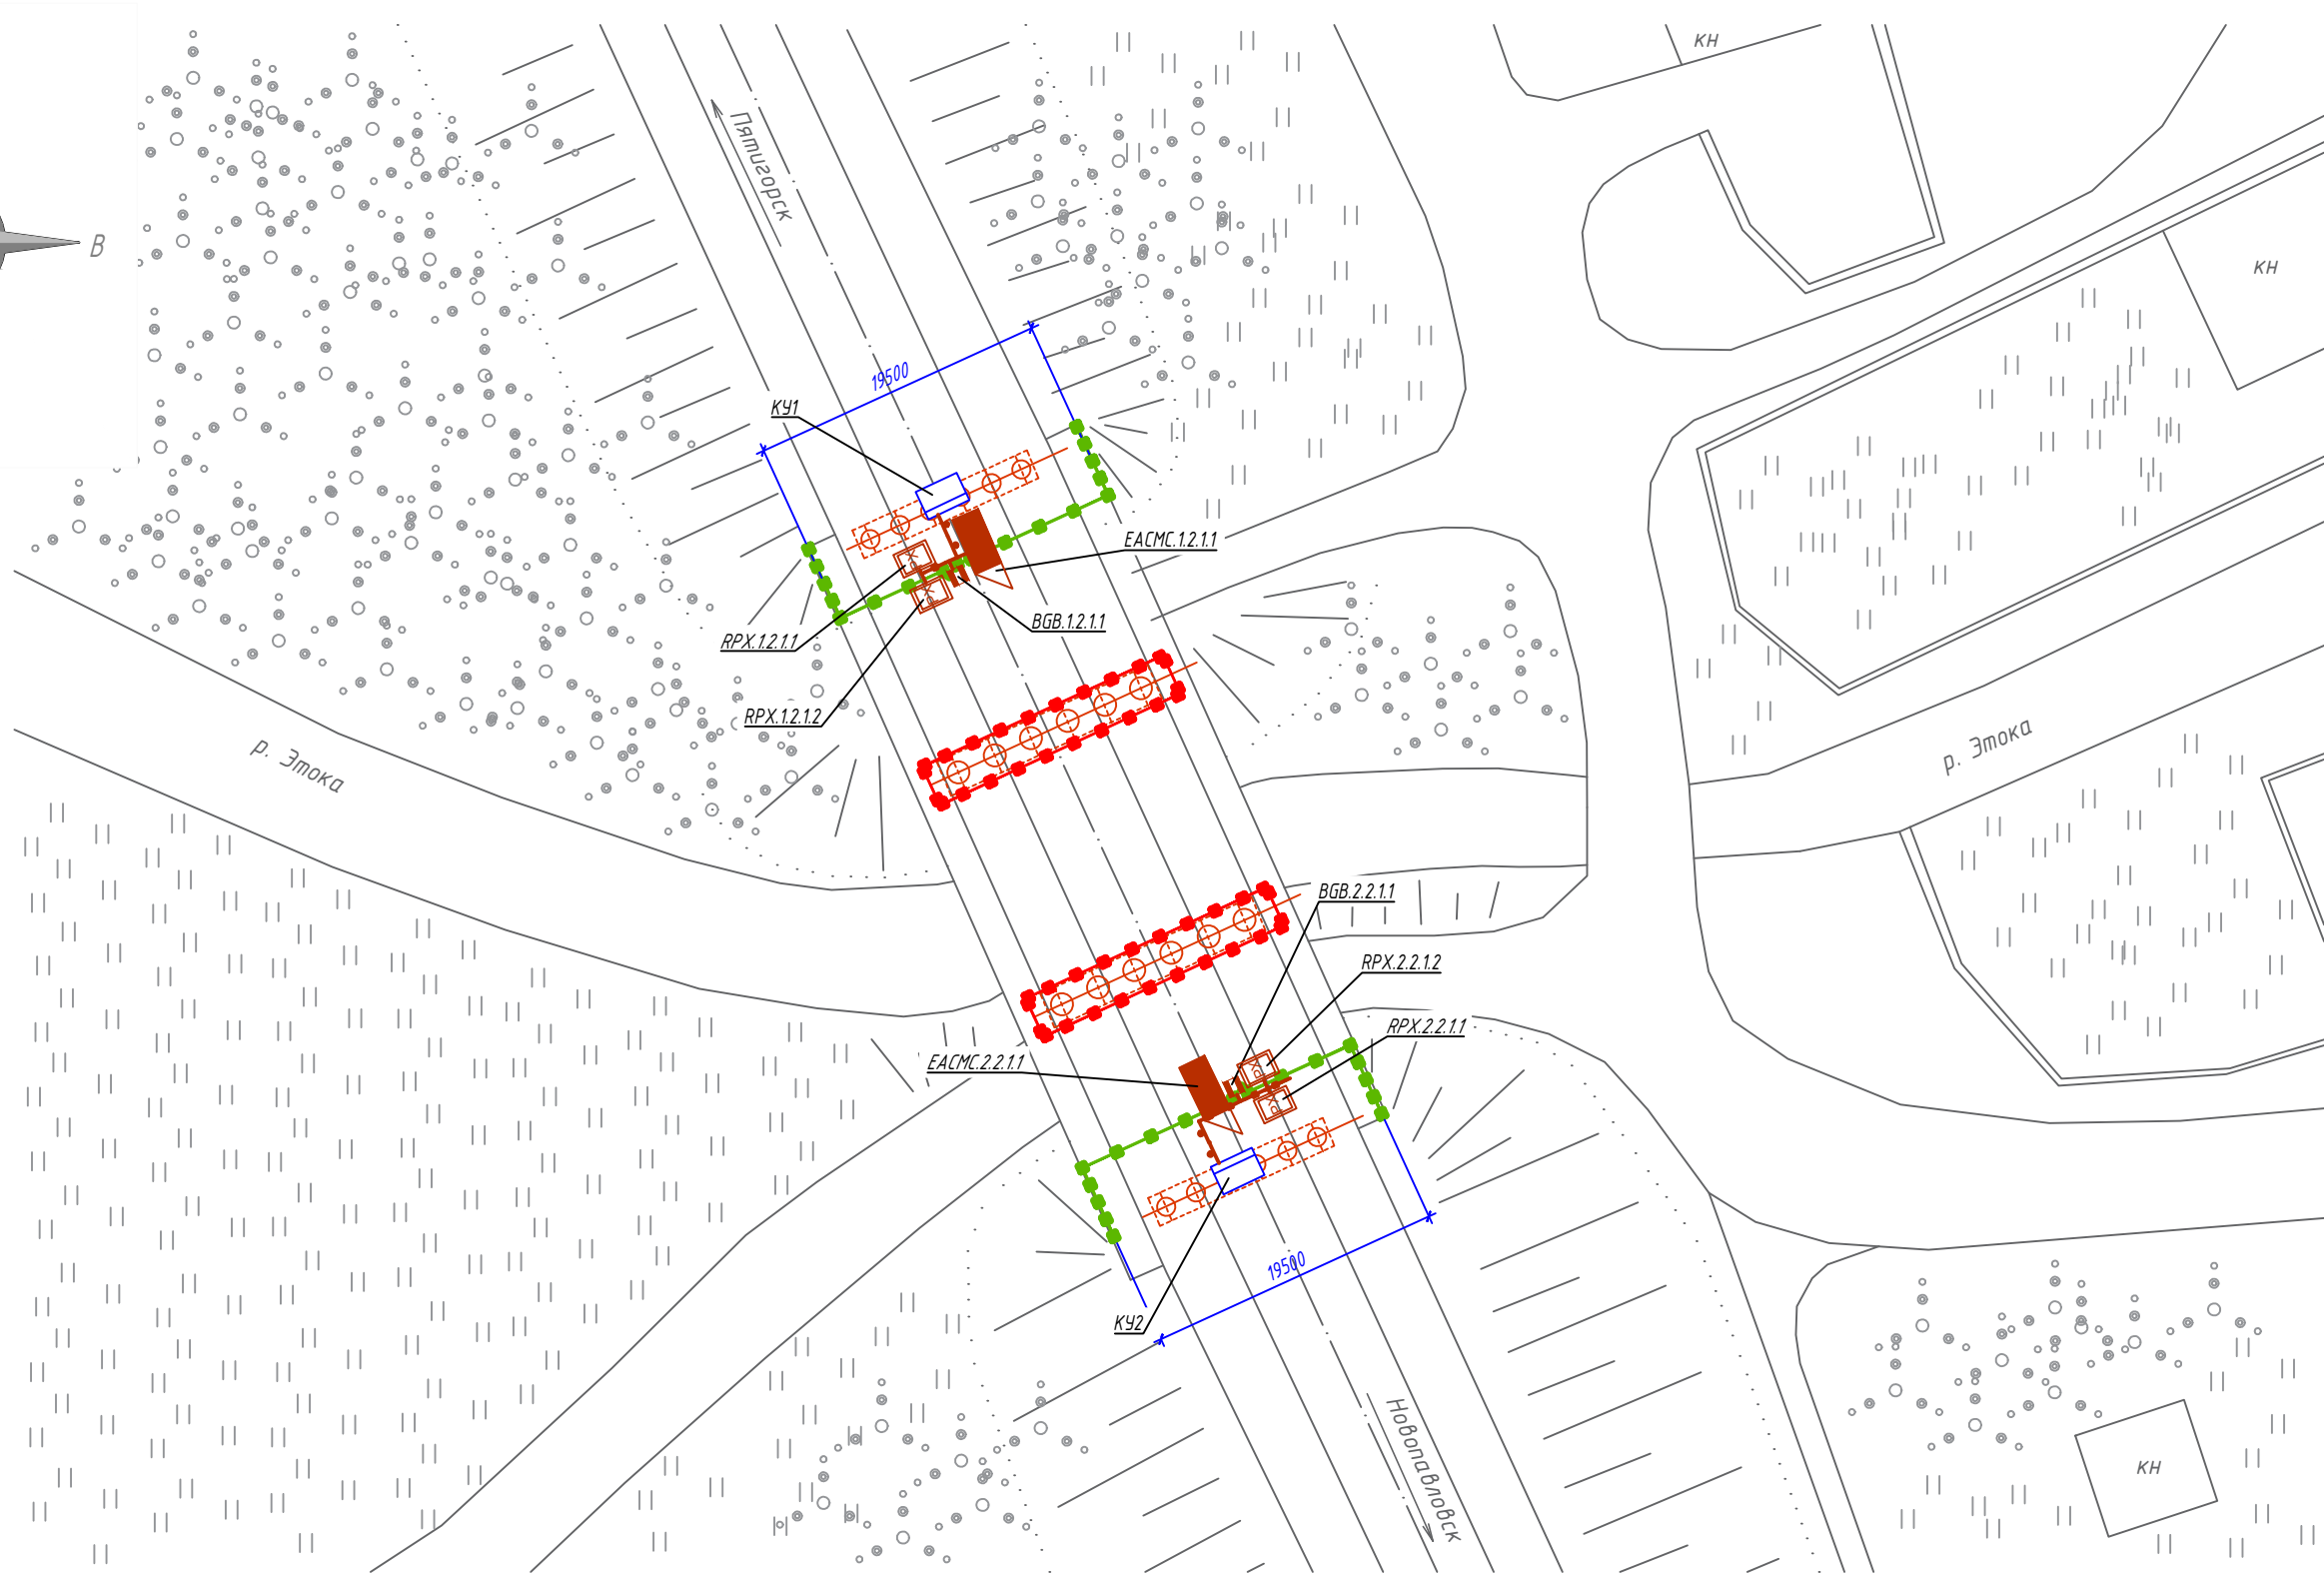 КН
Пятигорск
В
КН
19500
КУ1
EACMC.1.2.1.1
BGB.1.2.1.1
RPX.1.2.1.1
RPX.1.2.1.2
р. Этока
р. Этока
BGB.2.2.1.1
RPX.2.2.1.2
RPX.2.2.1.1
EACMC.2.2.1.1
19500
КУ2
Новопавловск
КН